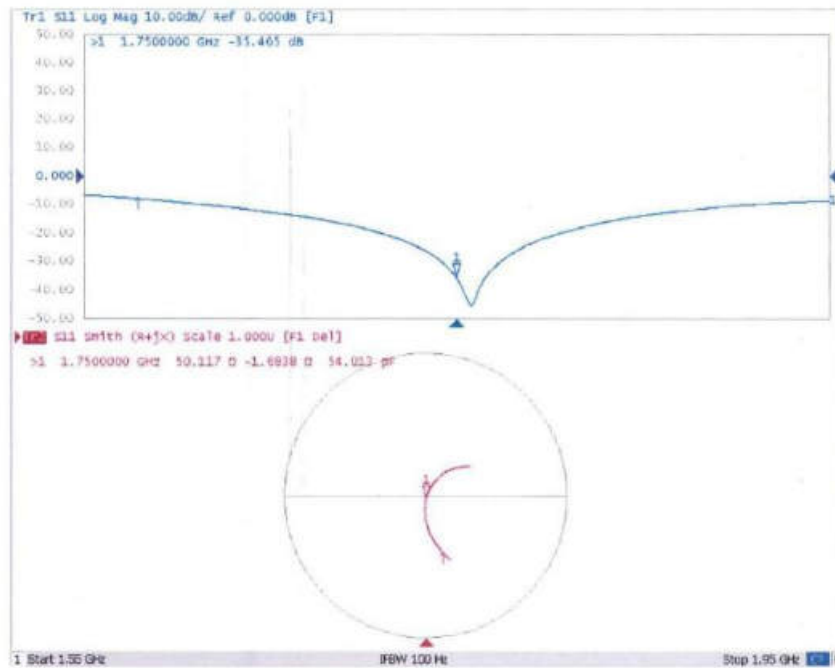 Tr1 S11 Log Mag 10.00dB/ Ref 0.000dB [F1]
50.00
>1 1.7500000 GHz -35.465 dB
40.00
30.00
20.00
10.00
0.000
-10.00
-20.00
-30.00
-40.00
-50.00
1
Tr2 S11 Smith (R+jX) Scale 1.000U [F1 Del]
>1 1.7500000 GHz 50.117 Ω -1.6838 Ω 54.013 pF
1
1 Start 1.55 GHz IFBW 100 Hz Stop 1.95 GHz